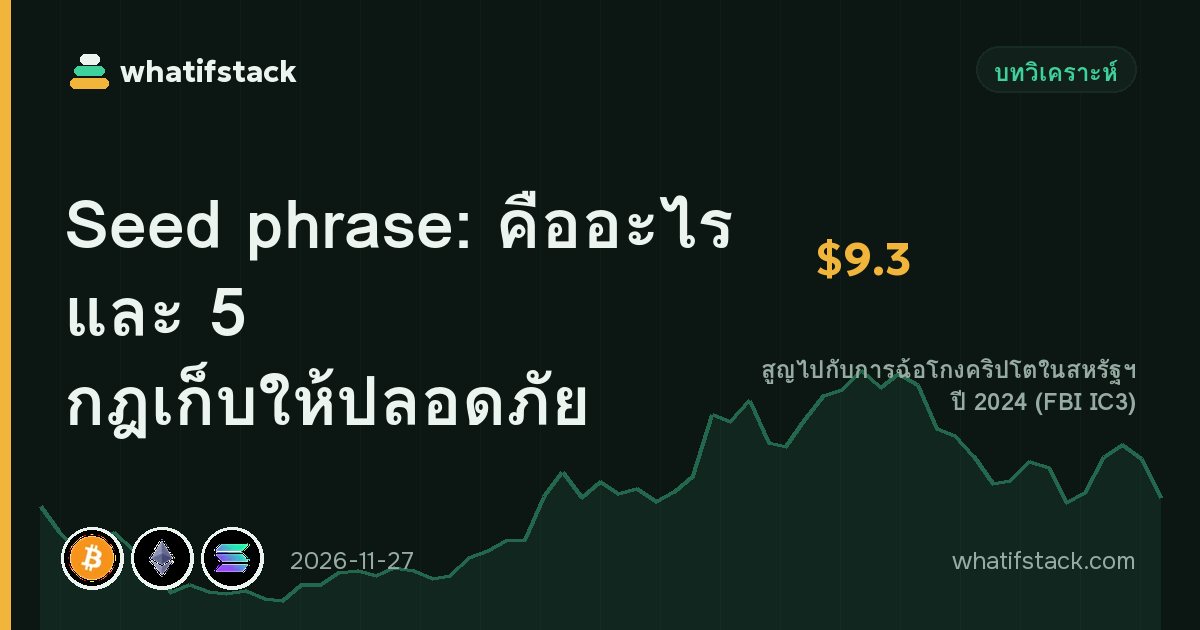 whatifstack
บทวิเคราะห์
Seed phrase: คืออะไร
และ 5
กฎเก็บให้ปลอดภัย
$9.3
สูญไปกับการฉ้อโกงคริปโตในสหรัฐฯ
ปี 2024 (FBI IC3)
2026-11-27
whatifstack.com